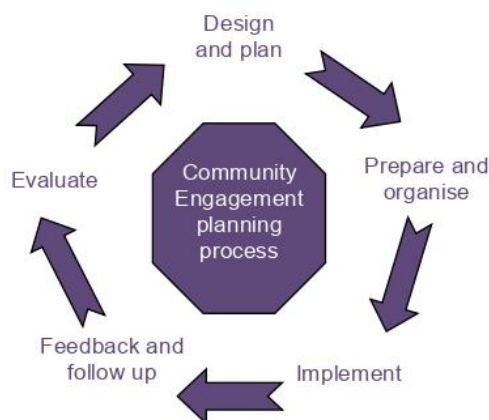 Design
and plan
Prepare and
organise
Implement
Feedback and
follow up
Evaluate
Community
Engagement
planning
process